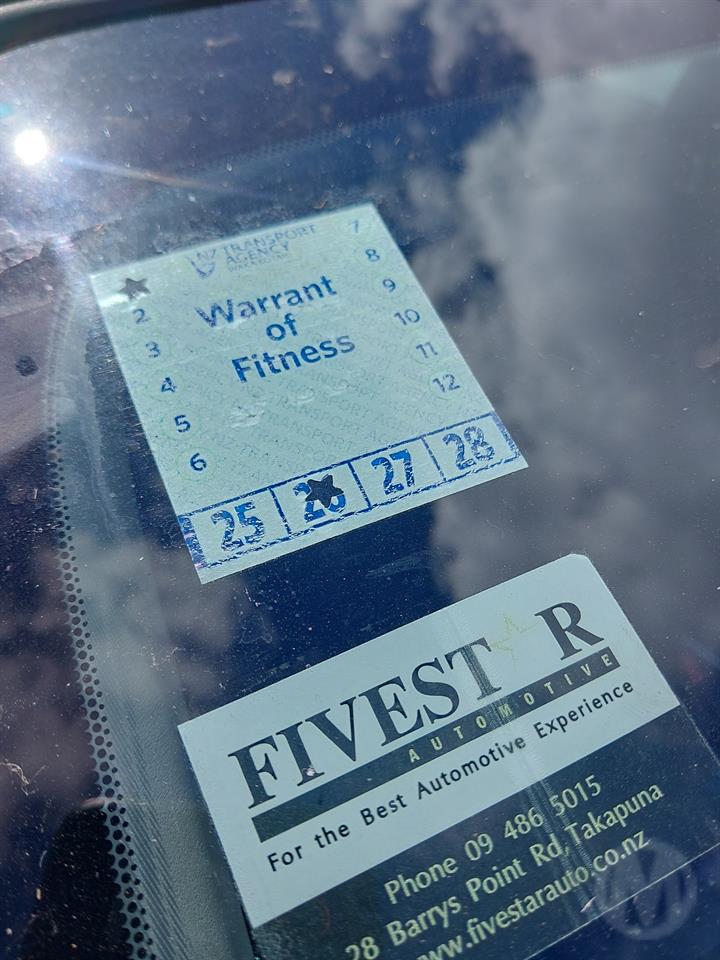 NZ TRANSPORT
AGENCY
WAKA KOTAHI
Warrant
of
Fitness
2
3
4
5
6
7
8
9
10
11
12
25 26 27 28
FIVEST R
AUTOMOTIVE
For the Best Automotive Experience
Phone 09 486 5015
28 Barrys Point Rd, Takapuna
www.fivestarauto.co.nz
M